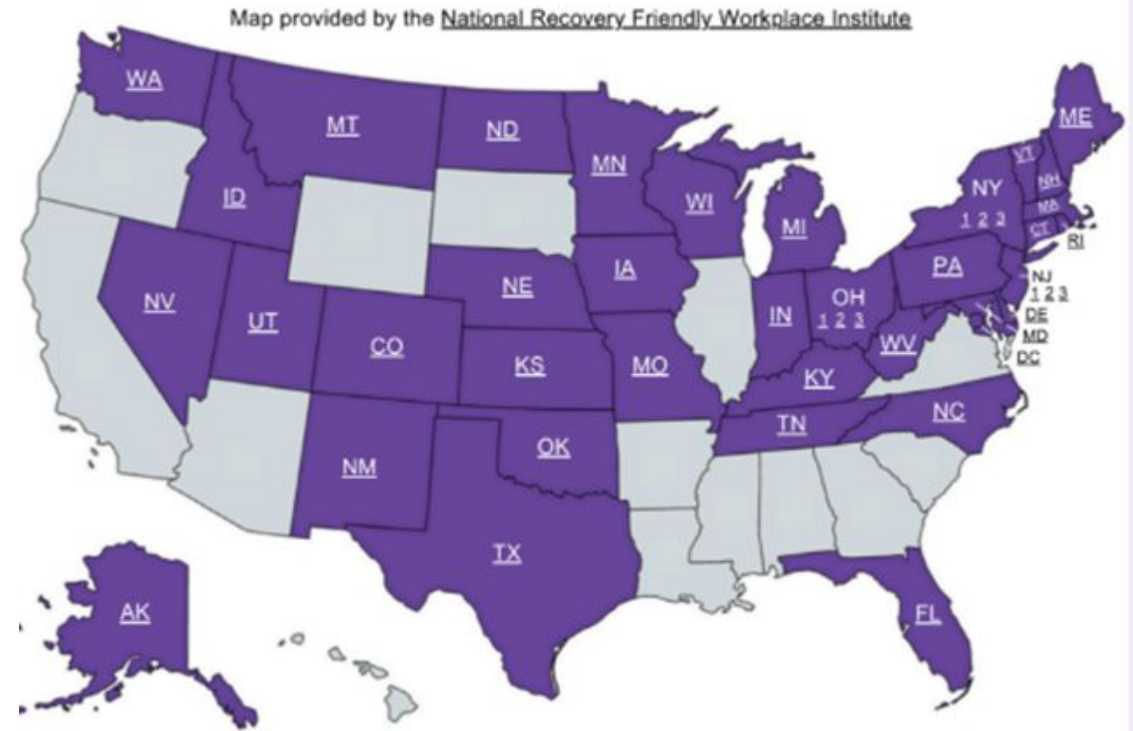 Map provided by the National Recovery Friendly Workplace Institute
WA
MT
ND
MN
ID
WI
MI
NY
1 2 3
VT
NH
ME
MA
CT
RI
NV
UT
CO
NE
IA
KS
MO
IN
OH
1 2 3
PA
NJ
1 2 3
DE
MD
DC
WV
KY
TN
NC
NM
OK
TX
FL
AK